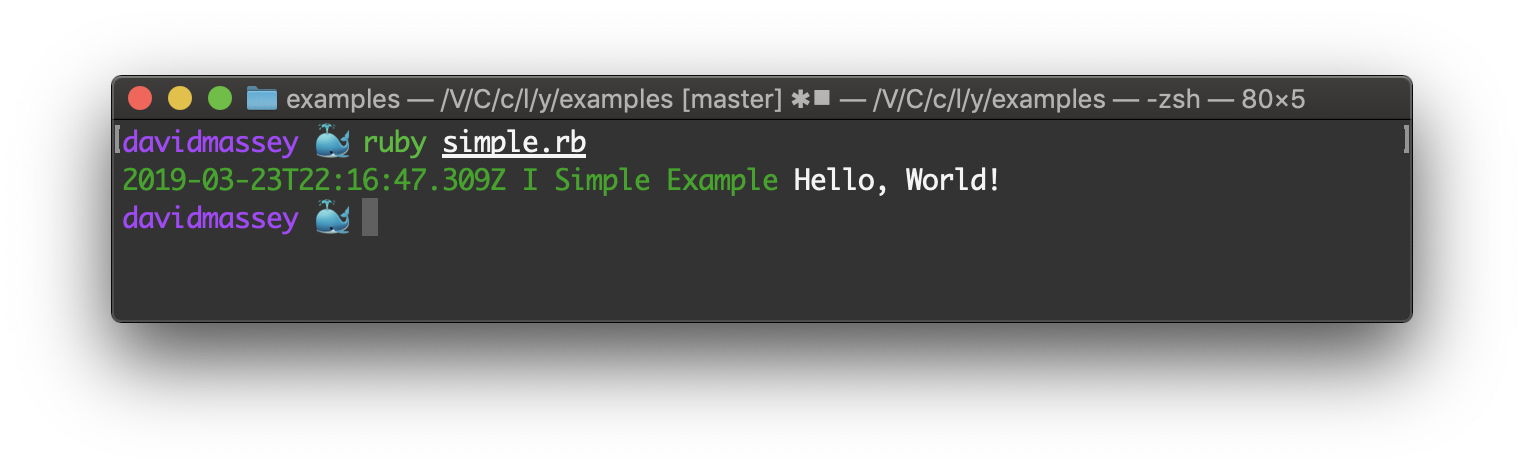 examples — /V/C/c/l/y/examples [master] ✱◾ — /V/C/c/l/y/examples — -zsh — 80×5
davidmassey 🐳 ruby simple.rb
2019-03-23T22:16:47.309Z I Simple Example Hello, World!
davidmassey 🐳